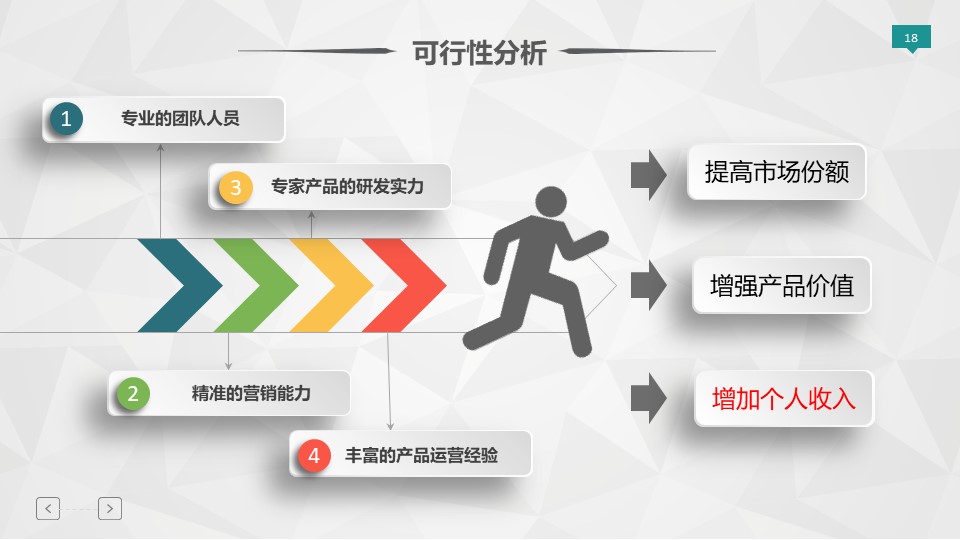 可行性分析
18
1 专业的团队人员
3 专家产品的研发实力
2 精准的营销能力
4 丰富的产品运营经验
提高市场份额
增强产品价值
增加个人收入